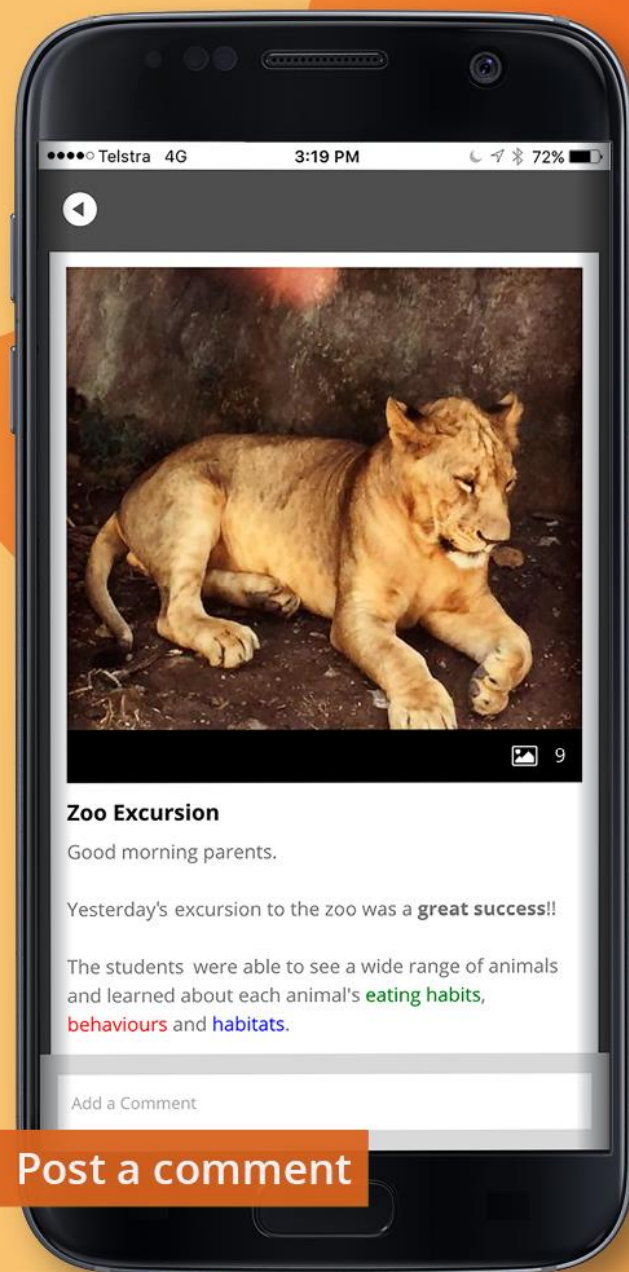 Telstra 4G 3:19 PM 72%
9
Zoo Excursion
Good morning parents.
Yesterday's excursion to the zoo was a great success!!
The students were able to see a wide range of animals
and learned about each animal's eating habits,
behaviours and habitats.
Add a Comment
Post a comment